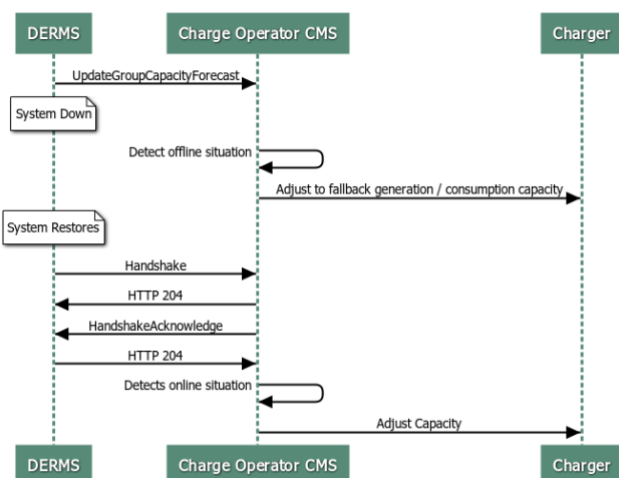 DERMS
Charge Operator CMS
Charger
UpdateGroupCapacityForecast
System Down
Detect offline situation
Adjust to fallback generation / consumption capacity
System Restores
Handshake
HTTP 204
HandshakeAcknowledge
HTTP 204
Detects online situation
Adjust Capacity
DERMS
Charge Operator CMS
Charger